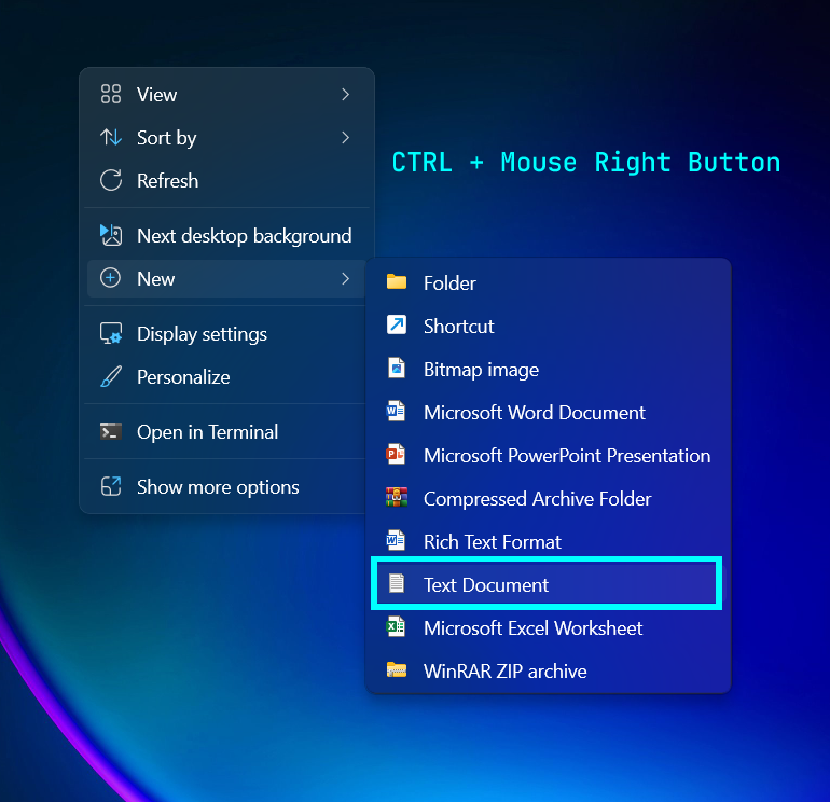 View
Sort by
CTRL + Mouse Right Button
Refresh
Next desktop background
New
Folder
Shortcut
Display settings
Bitmap image
Personalize
Microsoft Word Document
Open in Terminal
Microsoft PowerPoint Presentation
Show more options
Compressed Archive Folder
Rich Text Format
Text Document
Microsoft Excel Worksheet
WinRAR ZIP archive